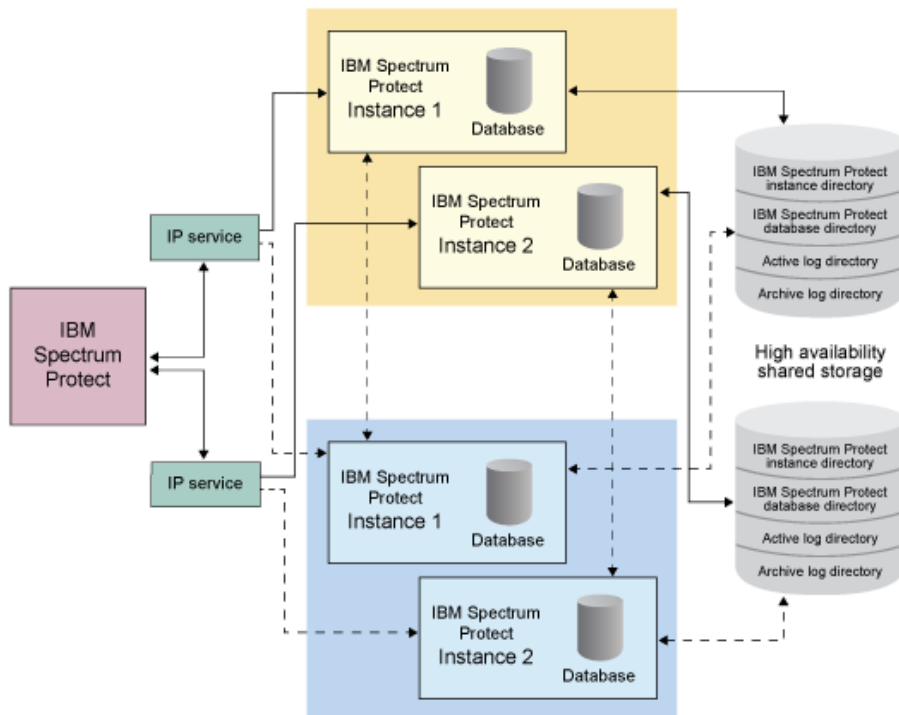 IBM Spectrum
Protect
Instance 1
Database
IBM Spectrum
Protect
Instance 2
Database
IP service
IBM
Spectrum
Protect
IP service
IBM Spectrum
Protect
Instance 1
Database
IBM Spectrum
Protect
Instance 2
Database
IBM Spectrum Protect
instance directory
IBM Spectrum Protect
database directory
Active log directory
Archive log directory
High availability
shared storage
IBM Spectrum Protect
instance directory
IBM Spectrum Protect
database directory
Active log directory
Archive log directory